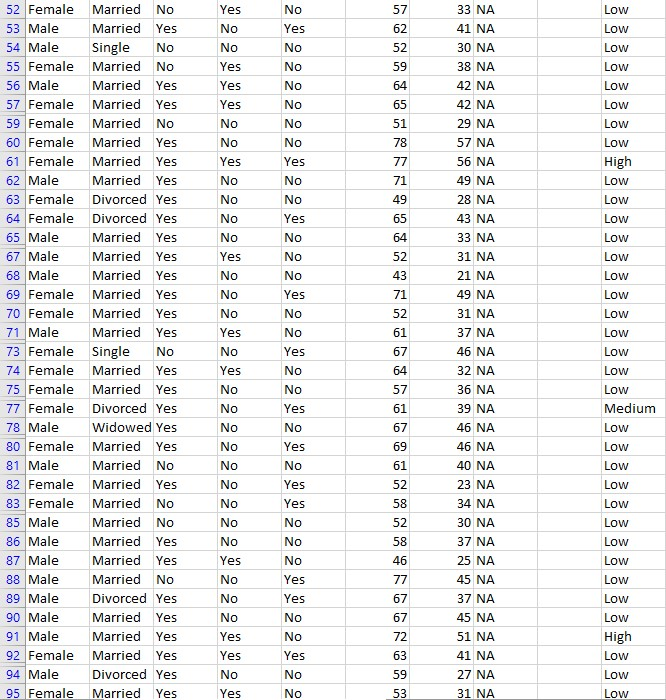 52 Female Married No Yes No 57 33 NA Low
53 Male Married Yes No Yes 62 41 NA Low
54 Male Single No No No 52 30 NA Low
55 Female Married No Yes No 59 38 NA Low
56 Male Married Yes Yes No 64 42 NA Low
57 Female Married Yes Yes No 65 42 NA Low
59 Female Married No No No 51 29 NA Low
60 Female Married Yes No No 78 57 NA Low
61 Female Married Yes Yes Yes 77 56 NA High
62 Male Married Yes No No 71 49 NA Low
63 Female Divorced Yes No No 49 28 NA Low
64 Female Divorced Yes No Yes 65 43 NA Low
65 Male Married Yes No No 64 33 NA Low
67 Male Married Yes Yes No 52 31 NA Low
68 Male Married Yes No No 43 21 NA Low
69 Female Married Yes No Yes 71 49 NA Low
70 Female Married Yes No No 52 31 NA Low
71 Male Married Yes Yes No 61 37 NA Low
73 Female Single No No Yes 67 46 NA Low
74 Female Married Yes Yes No 64 32 NA Low
75 Female Married Yes No No 57 36 NA Low
77 Female Divorced Yes No Yes 61 39 NA Medium
78 Male Widowed Yes No No 67 46 NA Low
80 Female Married Yes No Yes 69 46 NA Low
81 Male Married No No No 61 40 NA Low
82 Female Married Yes No Yes 52 23 NA Low
83 Female Married No No Yes 58 34 NA Low
85 Male Married No No No 52 30 NA Low
86 Male Married Yes No No 58 37 NA Low
87 Male Married Yes Yes No 46 25 NA Low
88 Male Married No No Yes 77 45 NA Low
89 Male Divorced Yes No Yes 67 37 NA Low
90 Male Married Yes No No 67 45 NA Low
91 Male Married Yes Yes No 72 51 NA High
92 Female Married Yes Yes Yes 63 41 NA Low
94 Male Divorced Yes No No 59 27 NA Low
95 Female Married Yes Yes No 53 31 NA Low